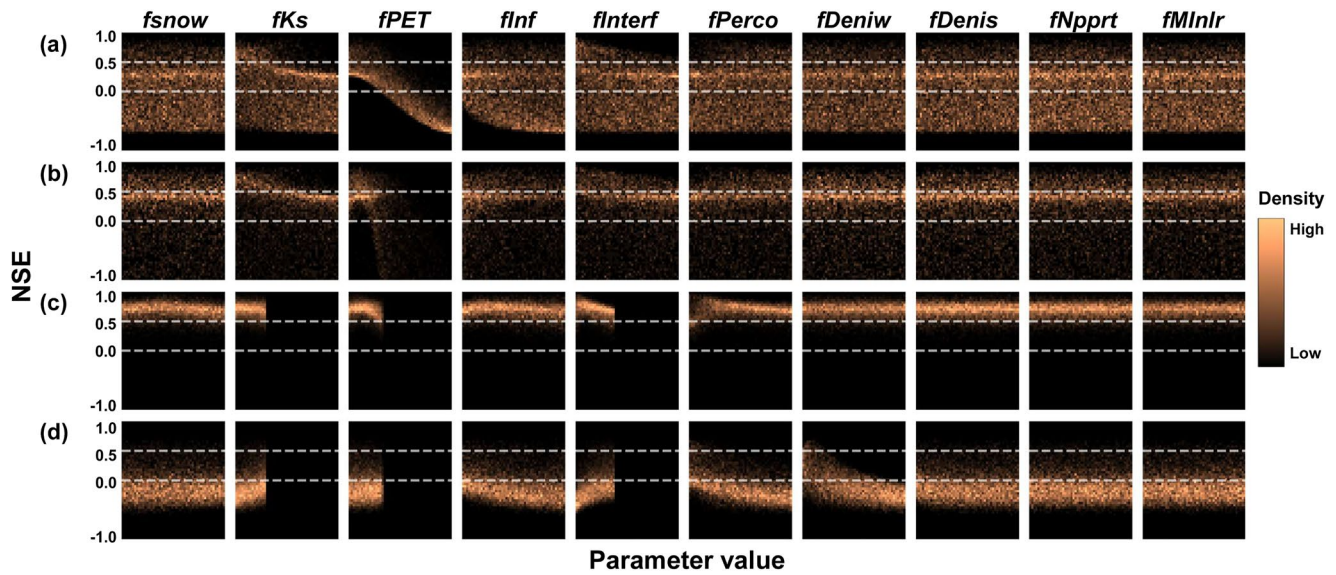 fsnow fKs fPET fInf fInterf fPerco fDeniw fDenis fNpprt fMInlr
(a)
1.0
0.5
0.0
-1.0
(b)
1.0
0.5
0.0
-1.0
(c)
1.0
0.5
0.0
-1.0
(d)
1.0
0.5
0.0
-1.0
NSE
Parameter value
Density
High
Low